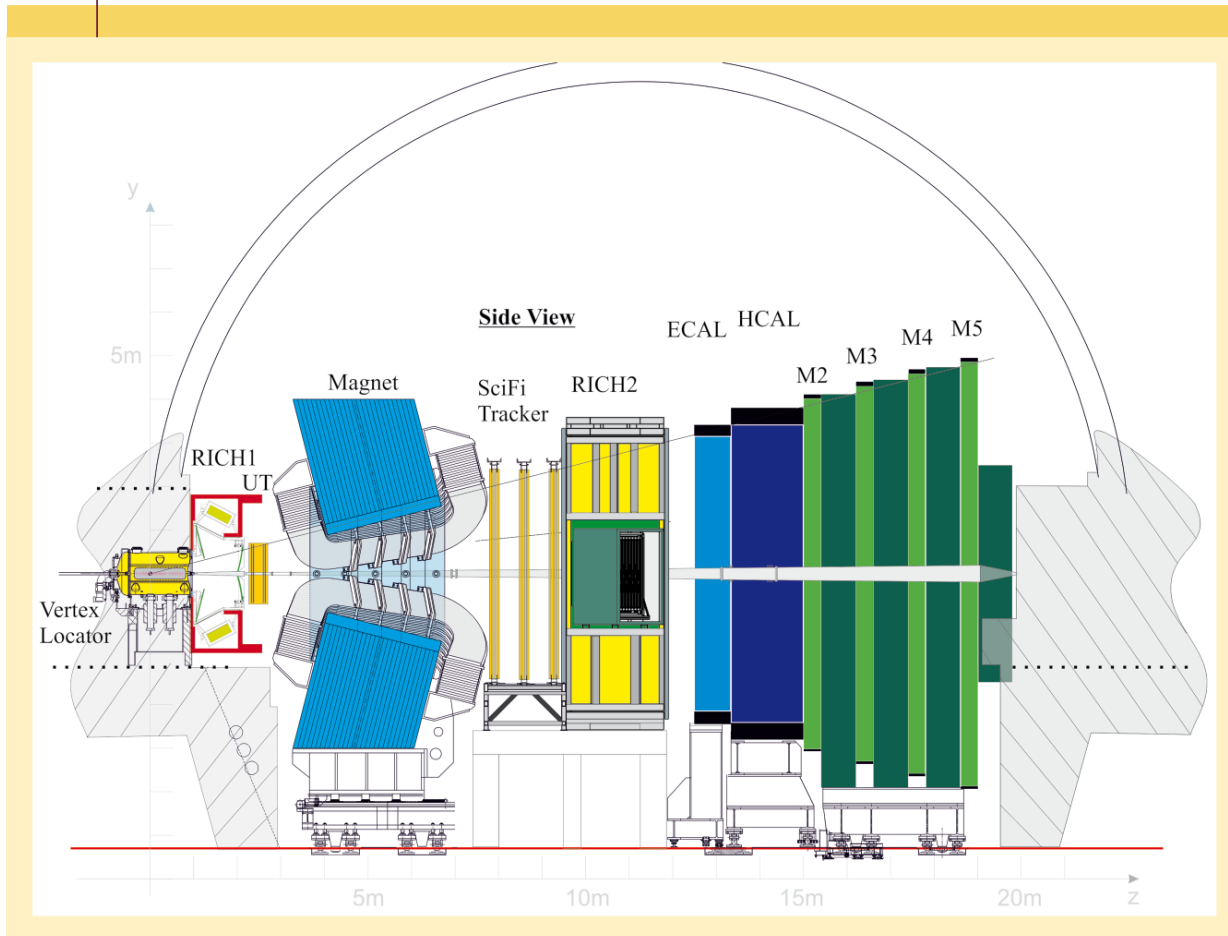 y
5m
Side View
ECAL
HCAL
M2
M3
M4
M5
Magnet
SciFi
Tracker
RICH2
RICH1
UT
Vertex
Locator
5m
10m
15m
20m
z